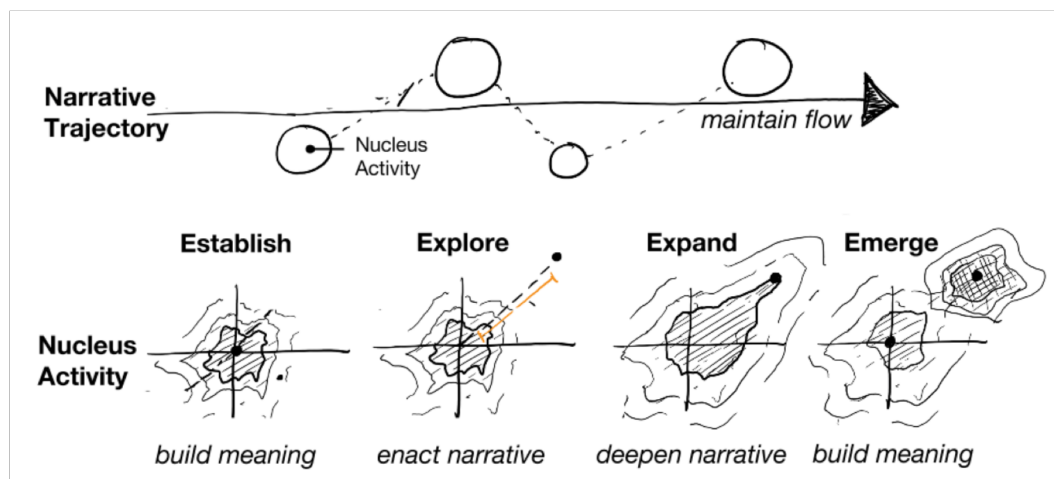 Narrative
Trajectory
maintain flow
Nucleus
Activity
Establish
Explore
Expand
Emerge
Nucleus
Activity
build meaning
enact narrative
deepen narrative
build meaning